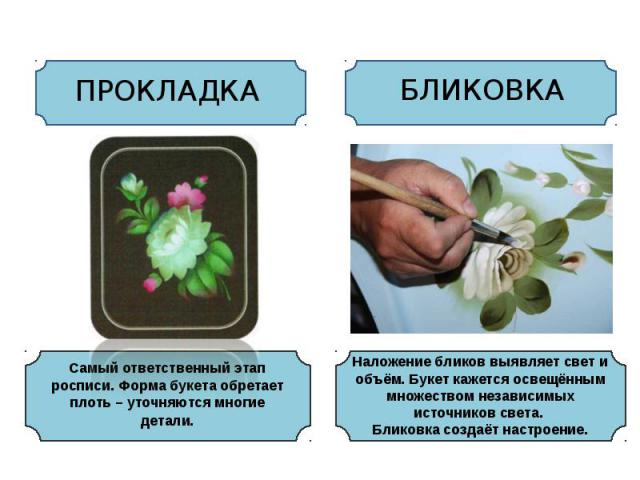 ПРОКЛАДКА
БЛИКОВКА
Самый ответственный этап
росписи. Форма букета обретает
плоть – уточняются многие
детали.
Наложение бликов выявляет свет и
объём. Букет кажется освещённым
множеством независимых
источников света.
Бликовка создаёт настроение.